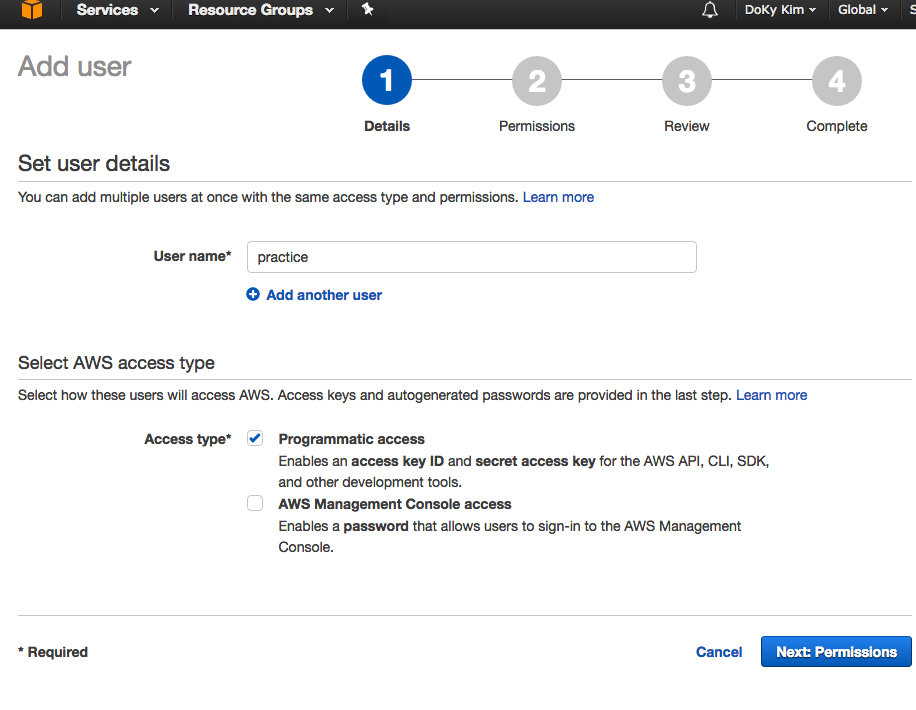 Services Resource Groups DoKy Kim Global
Add user
1 2 3 4
Details Permissions Review Complete
Set user details
You can add multiple users at once with the same access type and permissions. Learn more
User name* practice
Add another user
Select AWS access type
Select how these users will access AWS. Access keys and autogenerated passwords are provided in the last step. Learn more
Access type* Programmatic access
Enables an access key ID and secret access key for the AWS API, CLI, SDK,
and other development tools.
AWS Management Console access
Enables a password that allows users to sign-in to the AWS Management
Console.
* Required Cancel Next: Permissions